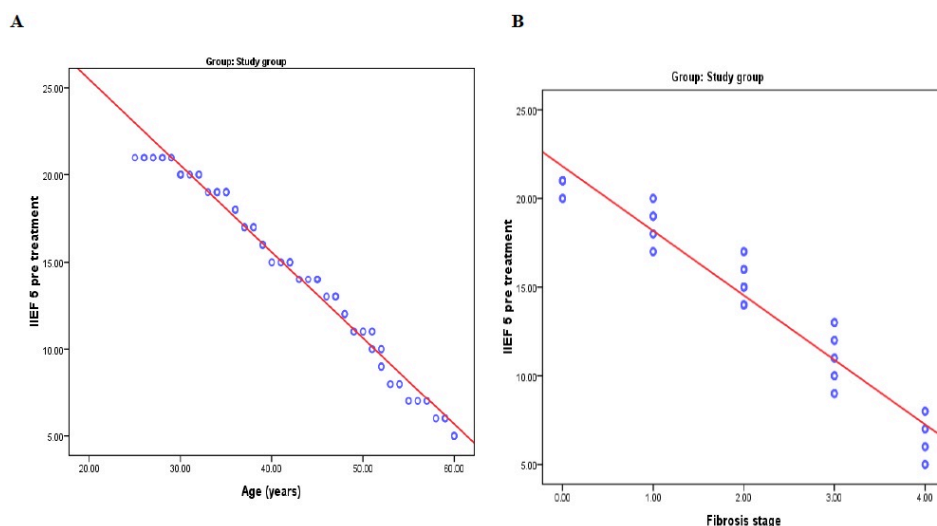 A
Group: Study group
IIEF 5 pre treatment
25.00
20.00
15.00
10.00
5.00
20.00 30.00 40.00 50.00 60.00
Age (years)
B
Group: Study group
IIEF 5 pre treatment
25.00
20.00
15.00
10.00
5.00
0.00 1.00 2.00 3.00 4.00
Fibrosis stage